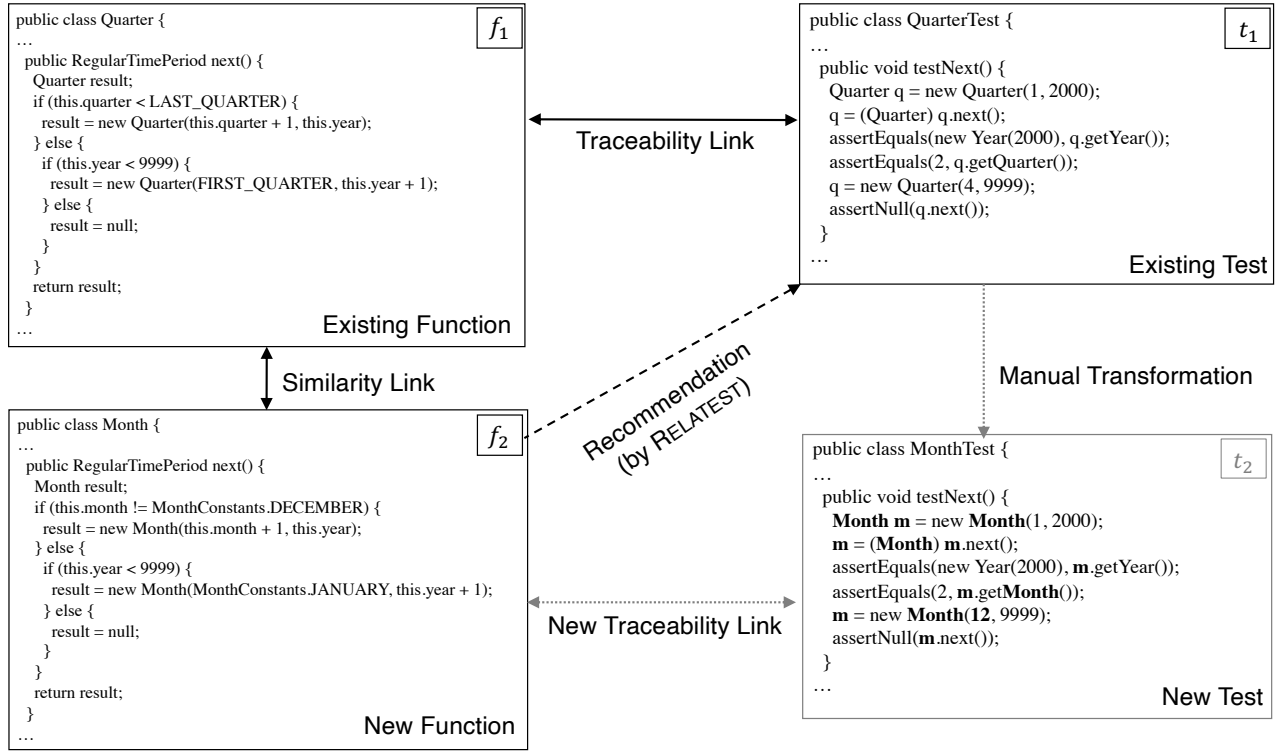 public class Quarter {
f₁
…
public RegularTimePeriod next() {
Quarter result;
if (this.quarter < LAST_QUARTER) {
result = new Quarter(this.quarter + 1, this.year);
} else {
if (this.year < 9999) {
result = new Quarter(FIRST_QUARTER, this.year + 1);
} else {
result = null;
}
}
return result;
}
…
Existing Function
Traceability Link
public class QuarterTest {
t₁
…
public void testNext() {
Quarter q = new Quarter(1, 2000);
q = (Quarter) q.next();
assertEquals(new Year(2000), q.getYear());
assertEquals(2, q.getQuarter());
q = new Quarter(4, 9999);
assertNull(q.next());
}
…
Existing Test
Similarity Link
Recommendation
(by RELATEST)
Manual Transformation
public class Month {
f₂
…
public RegularTimePeriod next() {
Month result;
if (this.month != MonthConstants.DECEMBER) {
result = new Month(this.month + 1, this.year);
} else {
if (this.year < 9999) {
result = new Month(MonthConstants.JANUARY, this.year + 1);
} else {
result = null;
}
}
return result;
}
…
New Function
New Traceability Link
public class MonthTest {
t₂
…
public void testNext() {
Month m = new Month(1, 2000);
m = (Month) m.next();
assertEquals(new Year(2000), m.getYear());
assertEquals(2, m.getMonth());
m = new Month(12, 9999);
assertNull(m.next());
}
…
New Test